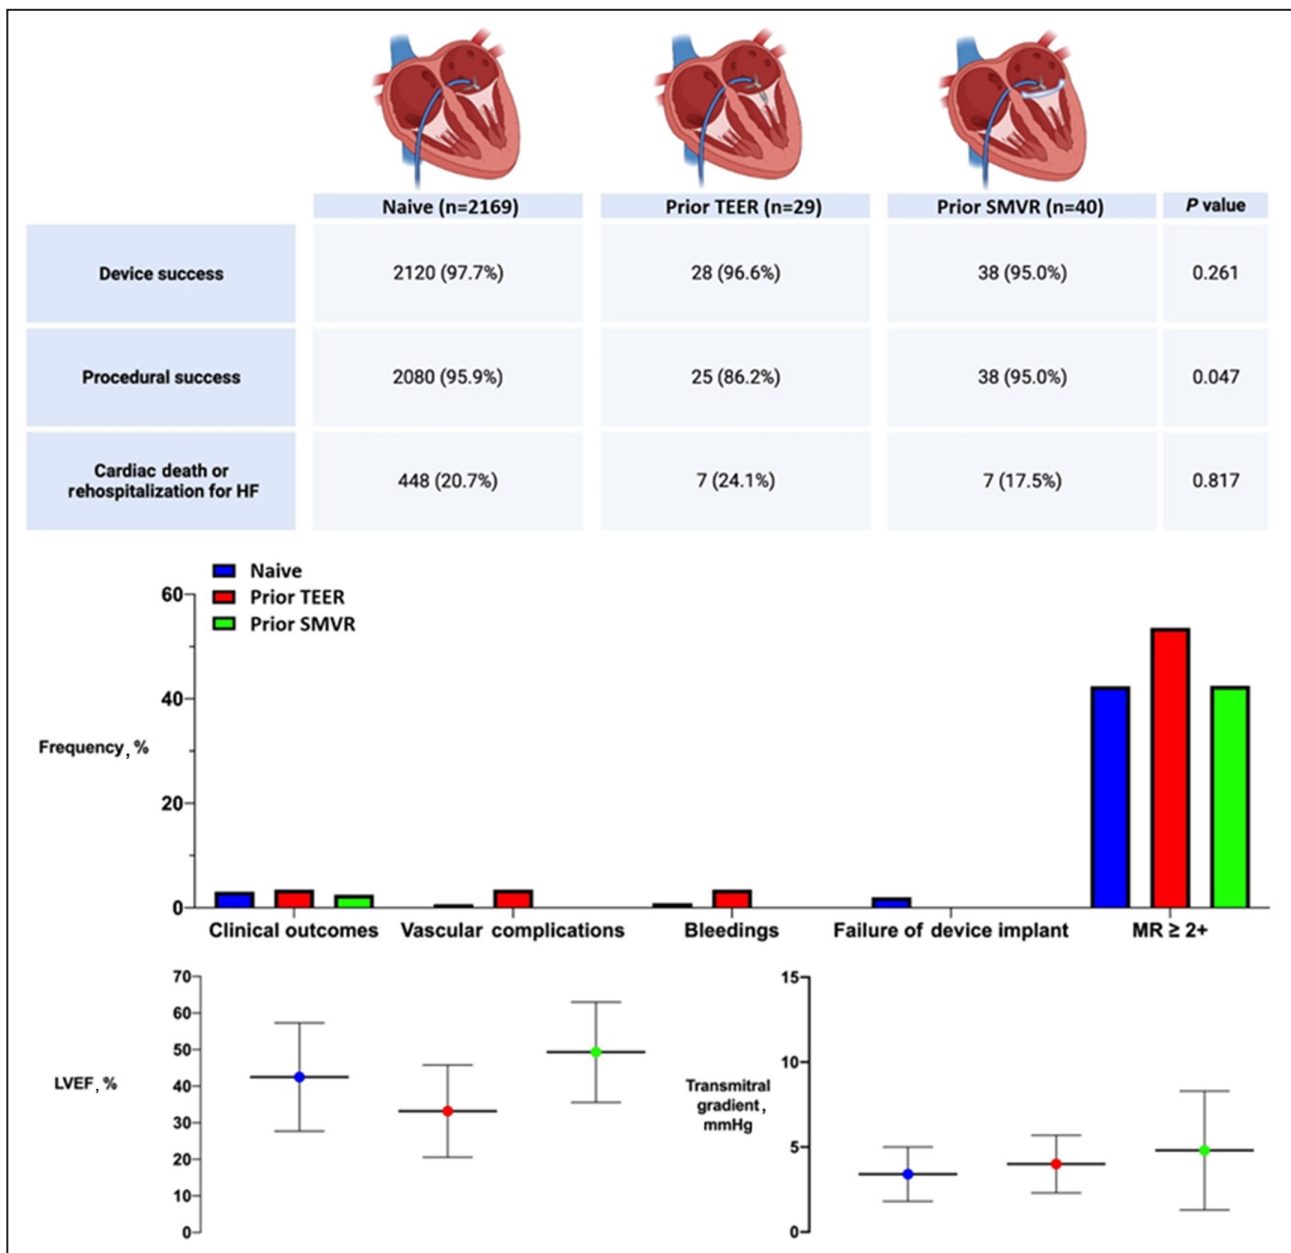 Naive (n=2169) Prior TEER (n=29) Prior SMVR (n=40) P value
Device success 2120 (97.7%) 28 (96.6%) 38 (95.0%) 0.261
Procedural success 2080 (95.9%) 25 (86.2%) 38 (95.0%) 0.047
Cardiac death or
rehospitalization for HF 448 (20.7%) 7 (24.1%) 7 (17.5%) 0.817
Naive
Prior TEER
Prior SMVR
60
40
20
0
Frequency, %
Clinical outcomes Vascular complications Bleedings Failure of device implant MR ≥ 2+
70
60
50
40
30
20
10
0
LVEF, %
15
10
5
0
Transmitral
gradient,
mmHg